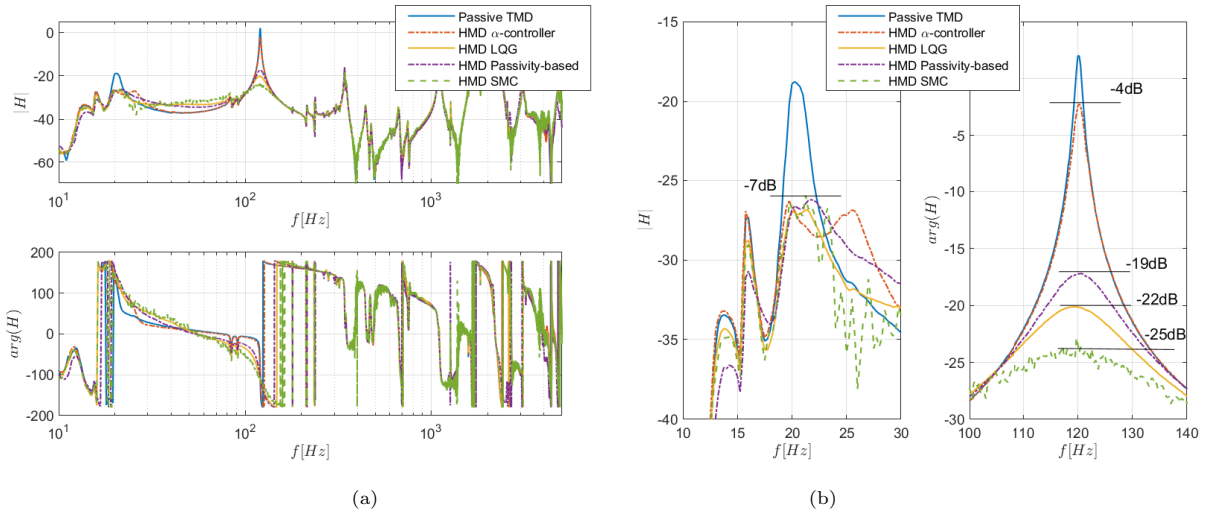 Passive TMD
HMD α-controller
HMD LQG
HMD Passivity-based
HMD SMC
0
-20
-40
-60
|H|
10^1
10^2
10^3
f[Hz]
200
100
0
-100
-200
arg(H)
10^1
10^2
10^3
f[Hz]
(a)
Passive TMD
HMD α-controller
HMD LQG
HMD Passivity-based
HMD SMC
-15
-20
-25
-30
-35
-40
|H|
-7dB
10
15
20
25
30
f[Hz]
-5
-10
-15
-20
-25
-30
arg(H)
-4dB
-19dB
-22dB
-25dB
100
110
120
130
140
f[Hz]
(b)